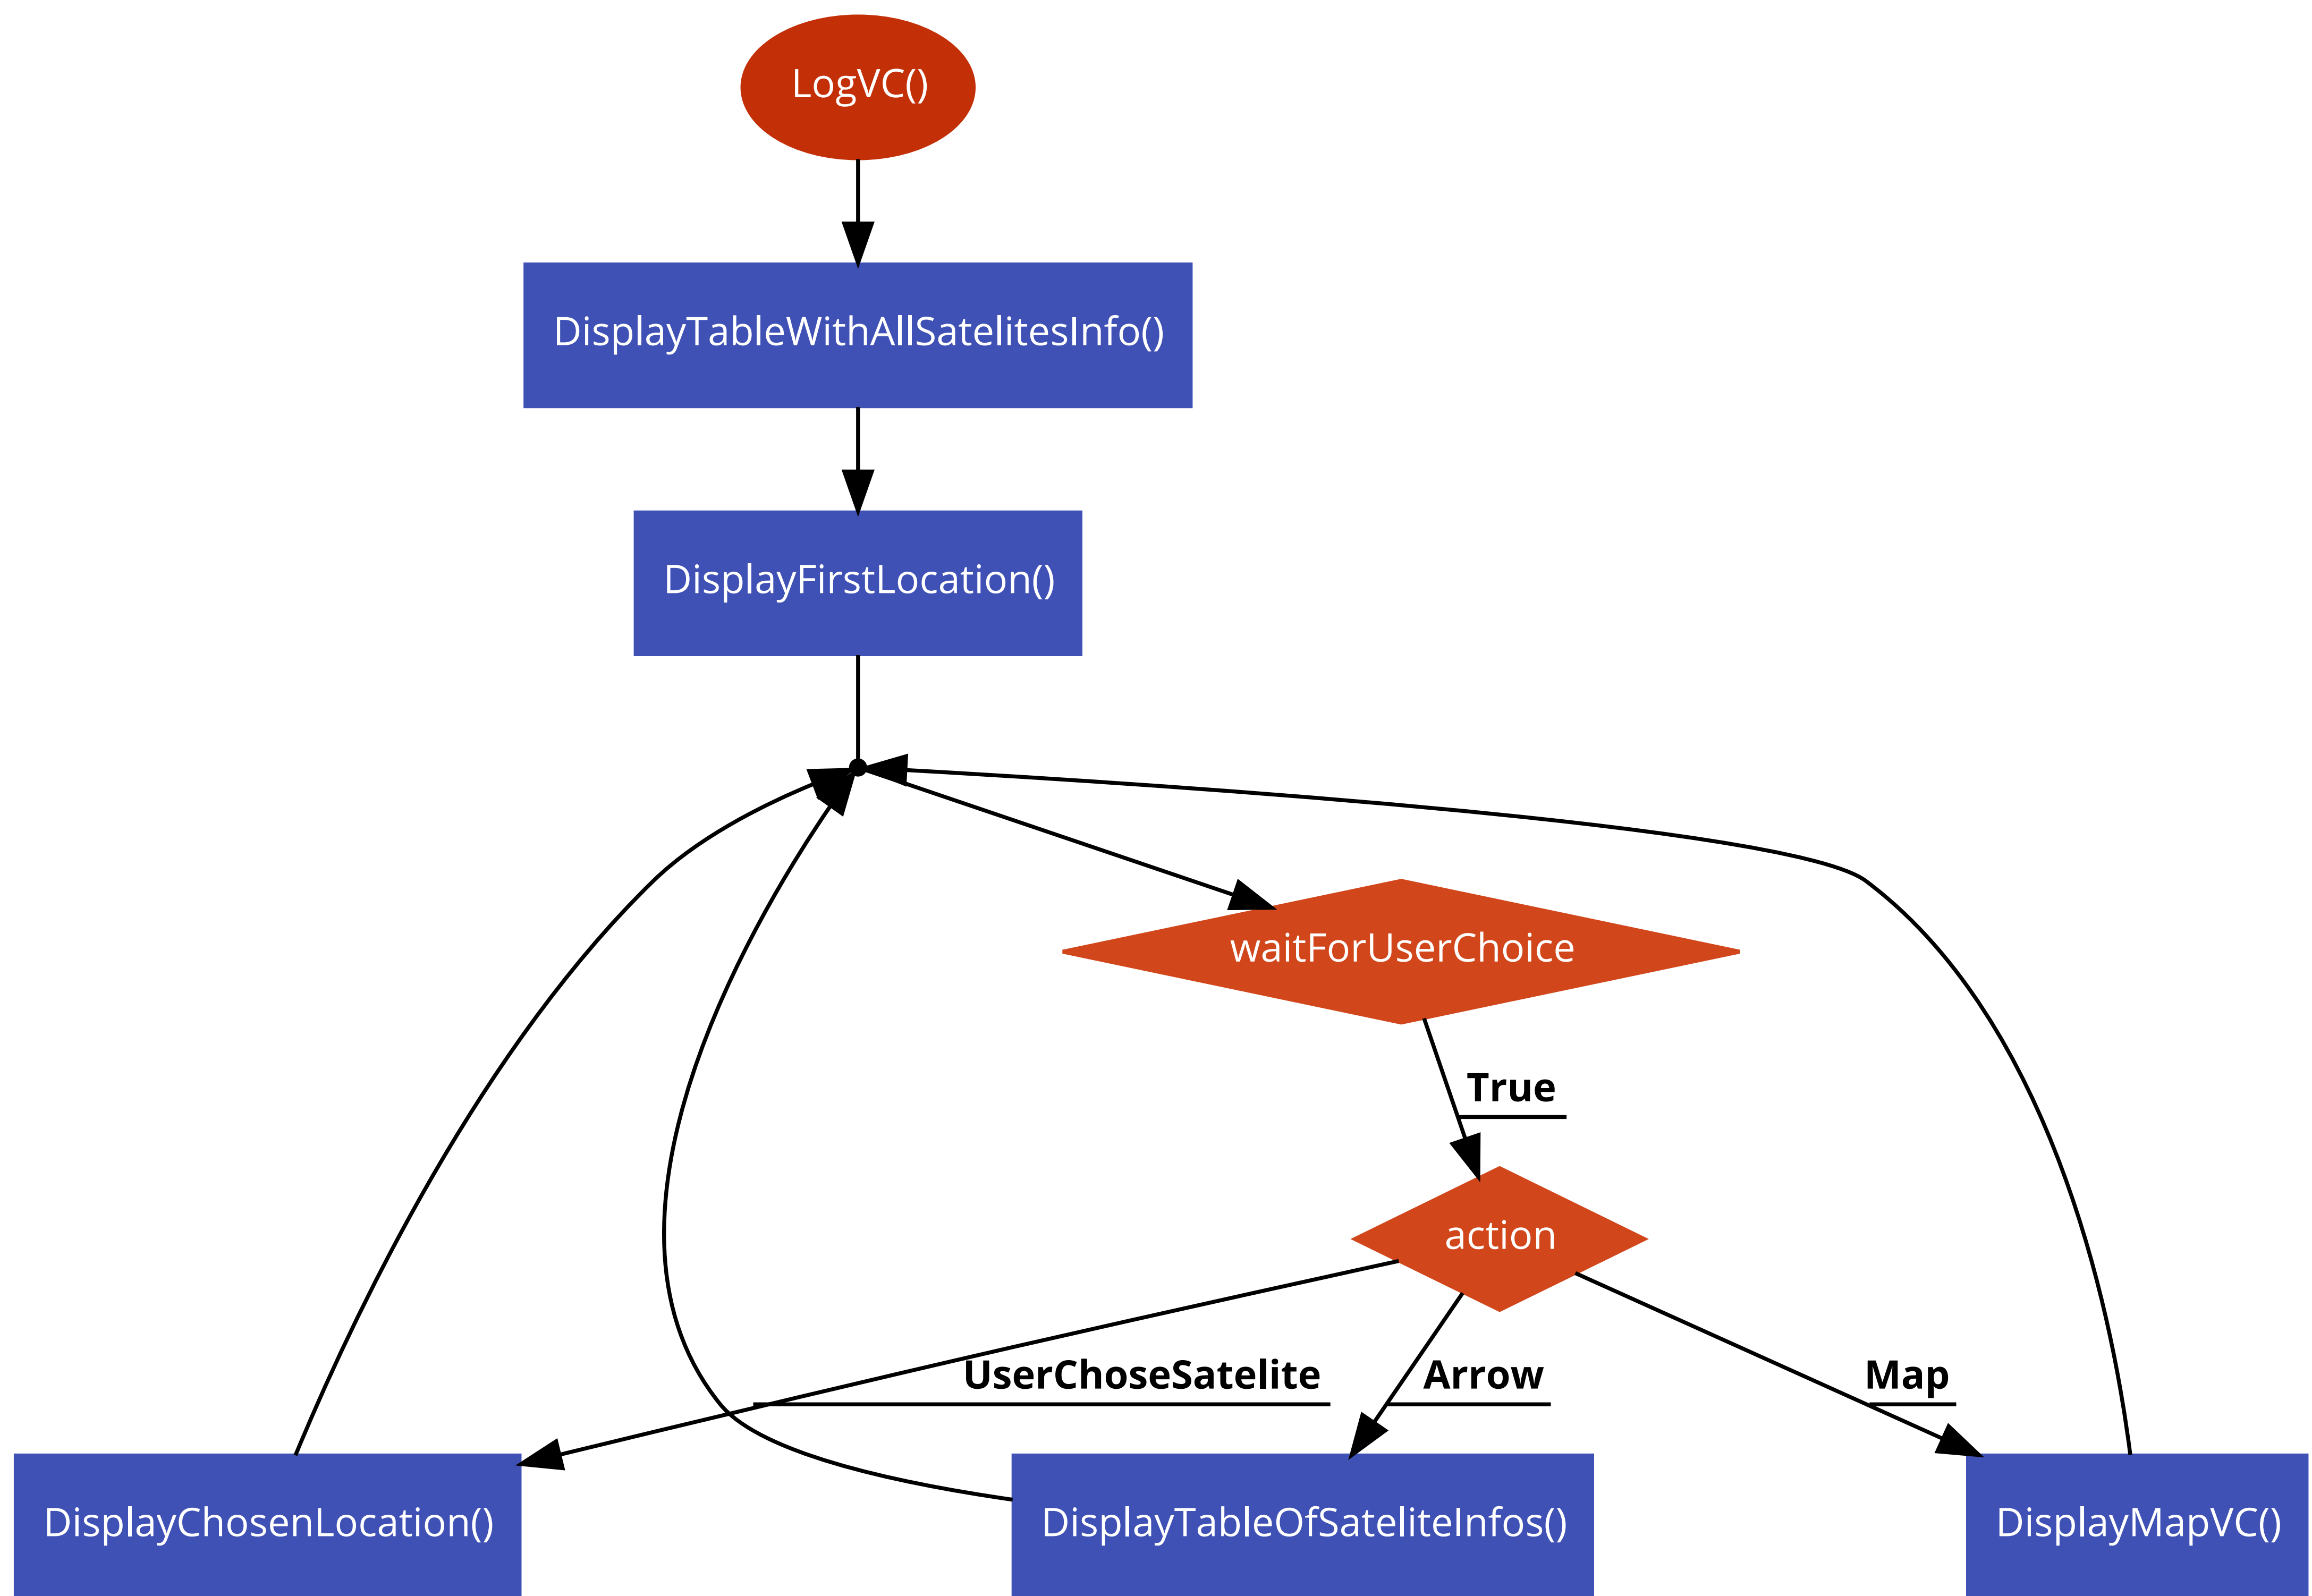 LogVC()
DisplayTableWithAllSatelitesInfo()
DisplayFirstLocation()
waitForUserChoice
True
action
UserChoseSatelite
Arrow
Map
DisplayChosenLocation()
DisplayTableOfSateliteInfos()
DisplayMapVC()